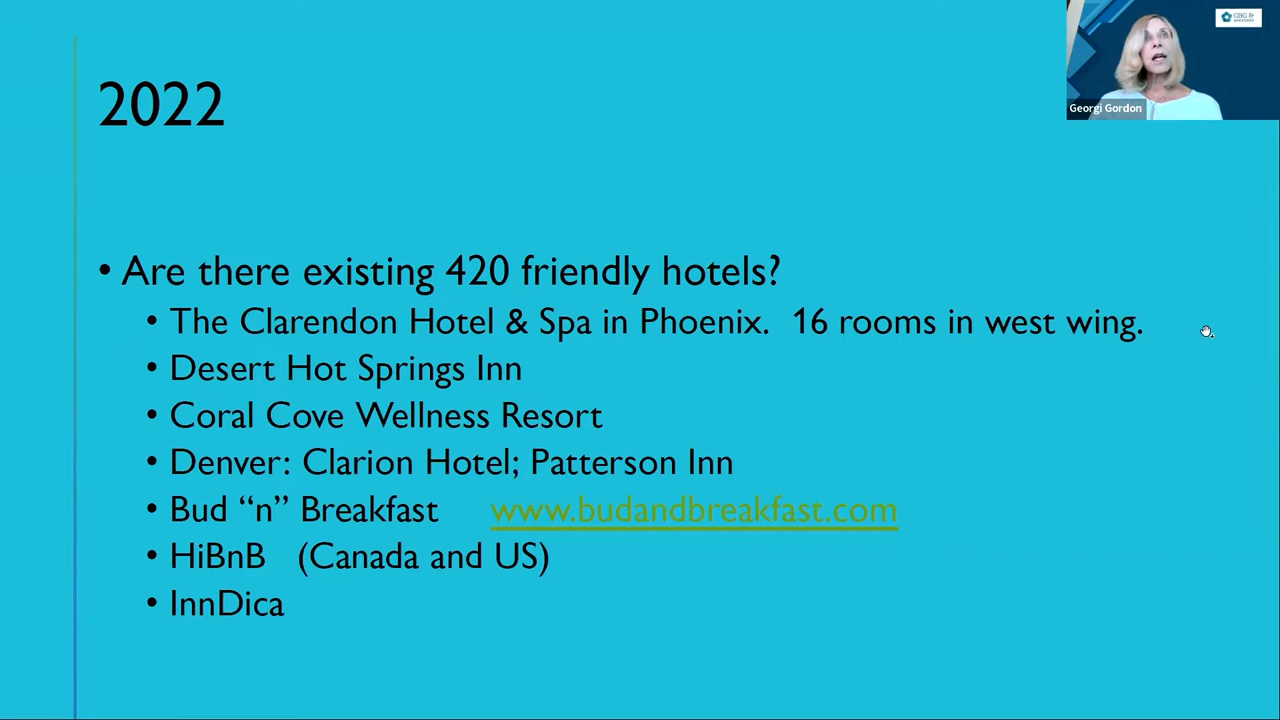 GBG &
Georgi Gordon
2022
• Are there existing 420 friendly hotels?
• The Clarendon Hotel & Spa in Phoenix. 16 rooms in west wing.
• Desert Hot Springs Inn
• Coral Cove Wellness Resort
• Denver: Clarion Hotel; Patterson Inn
• Bud “n” Breakfast www.budandbreakfast.com
• HiBnB (Canada and US)
• InnDica